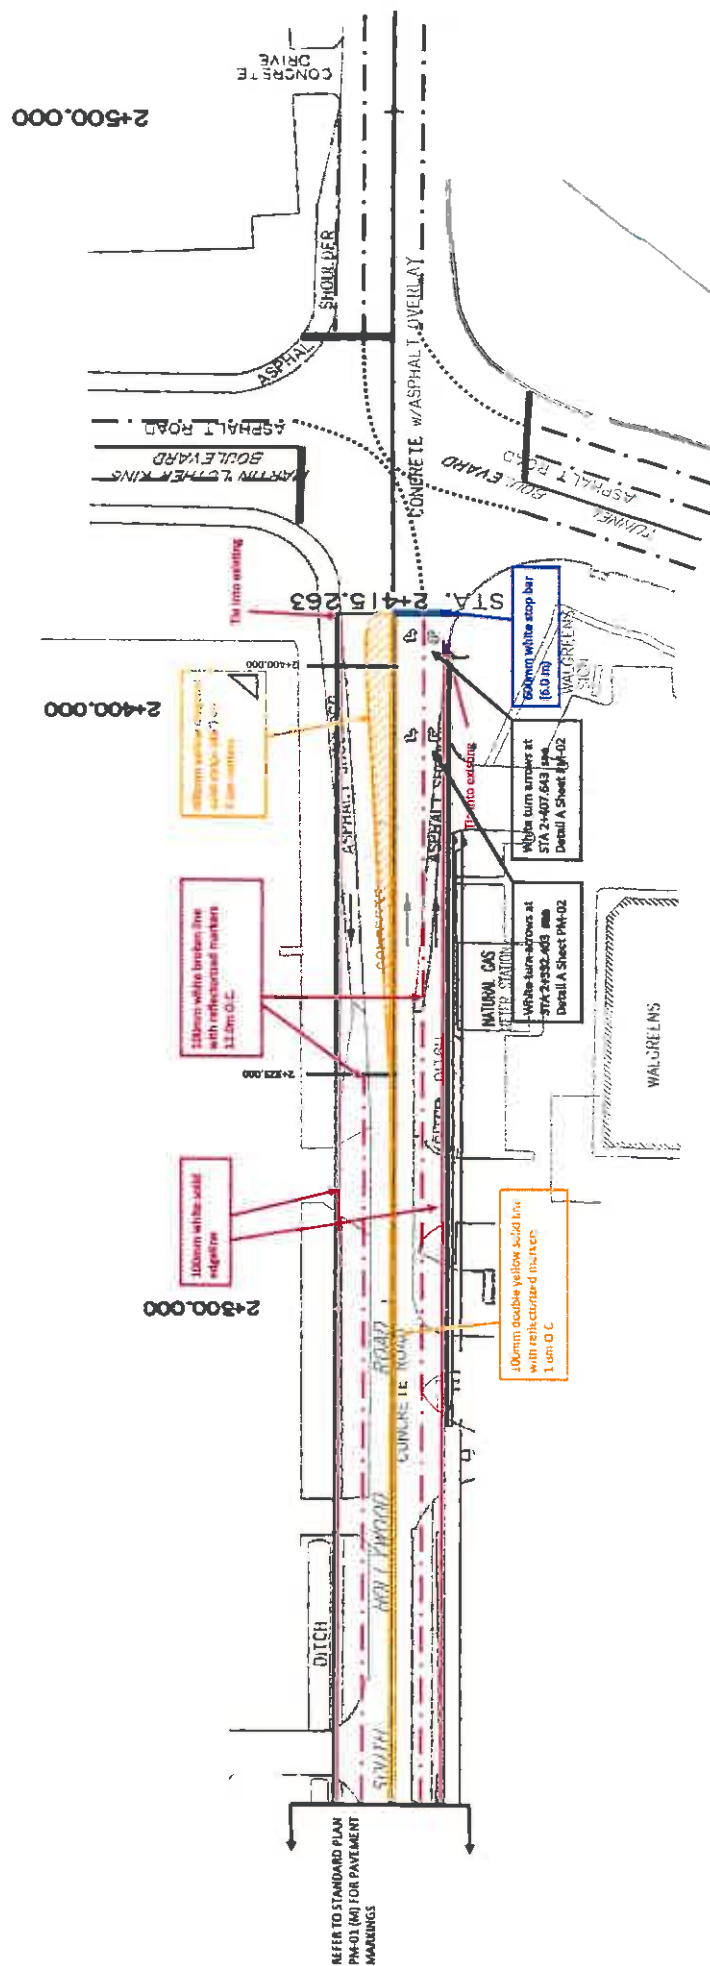 2+500.000
CONCRETE
DRIVE
SHOULDER
ASPHAL
CONCRETE W/ASPHALT OVERLAY
ASPHALT ROAD
MARTIN LUTHER KING
BOULEVARD
TUNNEL
BOULEVARD
ASPHALT ROAD
STA. 2+415.263
Tie into existing
2+400.000
2+400.000
600mm white stop bar
(6.0 m)
WALGREENS
SIGN
White turn arrows at
STA 2+407.643 see
Detail A Sheet PM-02
Tie into existing
White turn arrows at
STA 2+392.403 see
Detail A Sheet PM-02
ASPHALT
ASPHALT
100mm white broken line
with reflectorized markers
12.0m O.C.
NATURAL GAS
METER STATION
WALGREENS
2+325.000
100mm white solid
edgeline
2+300.000
100mm double yellow solid line
with reflectorized markers
O C
SOUTH HOLLYWOOD ROAD
CONCRETE ROAD
DITCH
REFER TO STANDARD PLAN
PM-01 (M) FOR PAVEMENT
MARKINGS